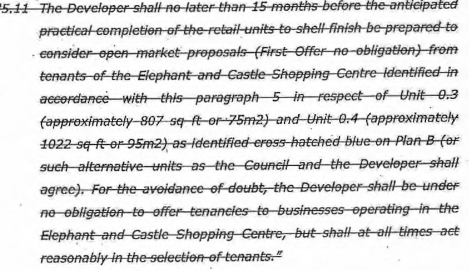 "5.11 The Developer shall no later than 15 months before the anticipated
practical completion of the retail units to shell finish be prepared to
consider open market proposals (First Offer no obligation) from
tenants of the Elephant and Castle Shopping Centre identified in
accordance with this paragraph 5 in respect of Unit 0.3
(approximately 807 sq ft or 75m2) and Unit 0.4 (approximately
1022 sq ft or 95m2) as identified cross hatched blue on Plan B (or
such alternative units as the Council and the Developer shall
agree). For the avoidance of doubt, the Developer shall be under
no obligation to offer tenancies to businesses operating in the
Elephant and Castle Shopping Centre, but shall at all times act
reasonably in the selection of tenants."